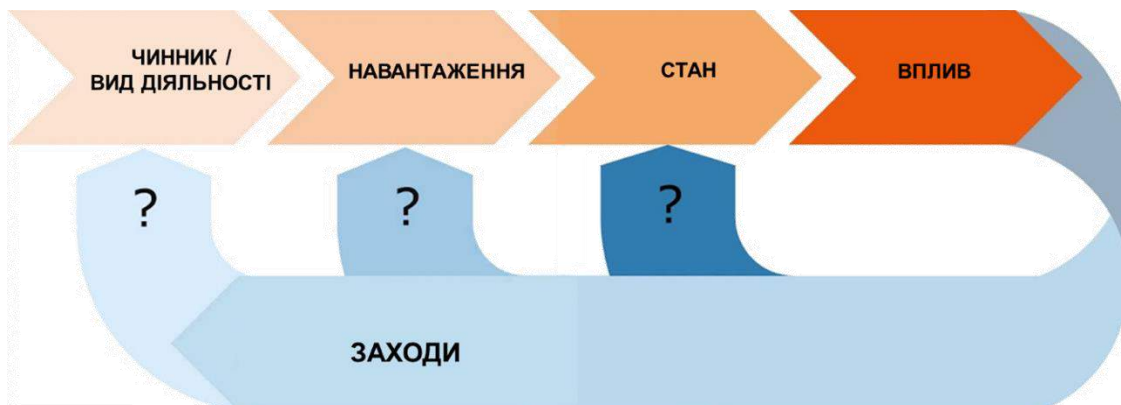 ЧИННИК /
ВИД ДІЯЛЬНОСТІ
НАВАНТАЖЕННЯ
СТАН
ВПЛИВ
?
?
?
ЗАХОДИ